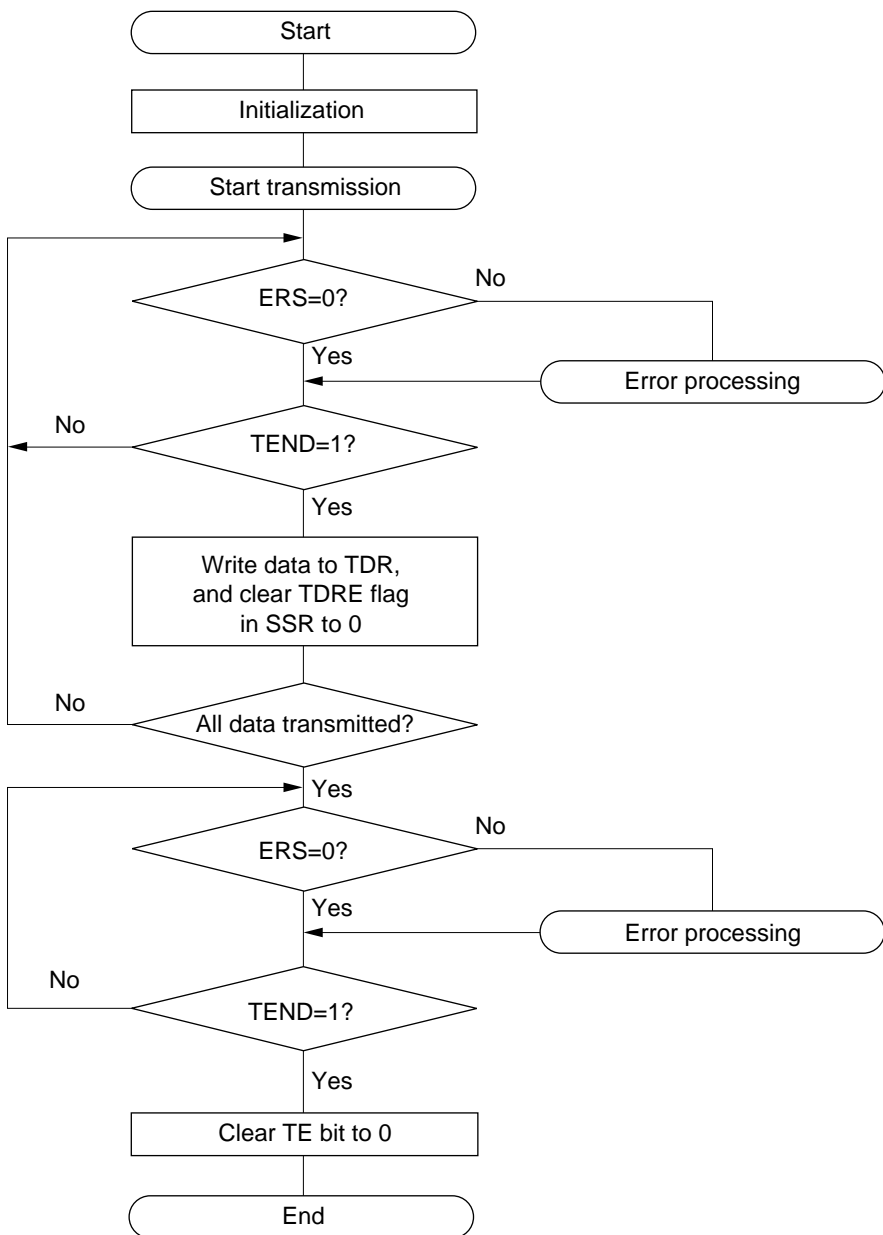 Start
Initialization
Start transmission
ERS=0?
No
Yes
Error processing
No
TEND=1?
Yes
Write data to TDR,
and clear TDRE flag
in SSR to 0
No
All data transmitted?
Yes
ERS=0?
No
Yes
Error processing
No
TEND=1?
Yes
Clear TE bit to 0
End